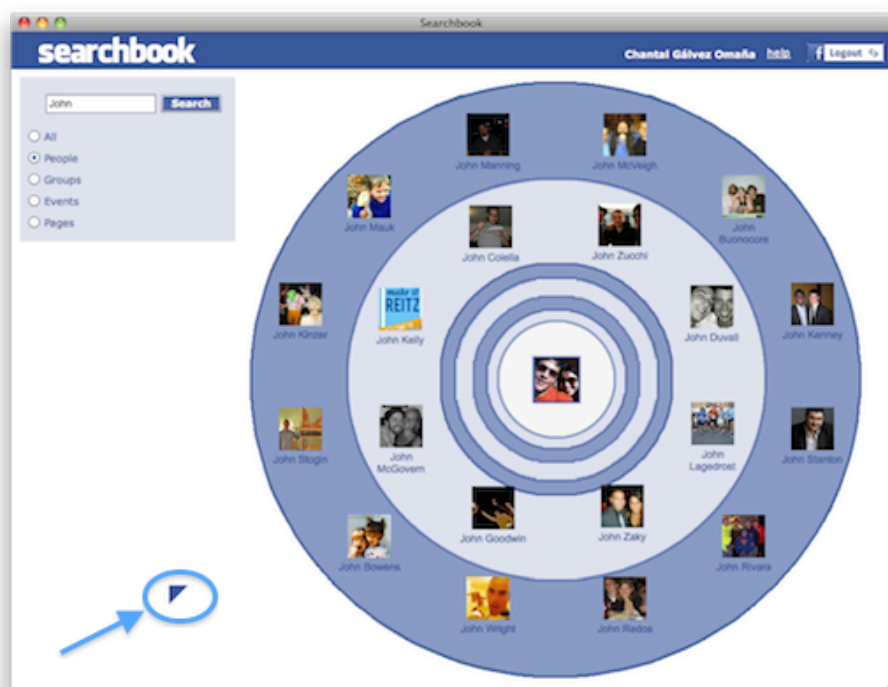 Searchbook
searchbook
Chantal Gálvez Omaña help f Logout
John Search
All
People
Groups
Events
Pages
John Manning
John McVeigh
John Mauk
John
Buonocore
John Colella
John Zucchi
make it
REITZ
John Kinzer
John Kelly
John Duvall
John Kenney
John Stogin
John
McGovern
John
Lagedrost
John Stanton
John Goodwin
John Zaky
John Bowens
John Rivara
John Wright
John Redos